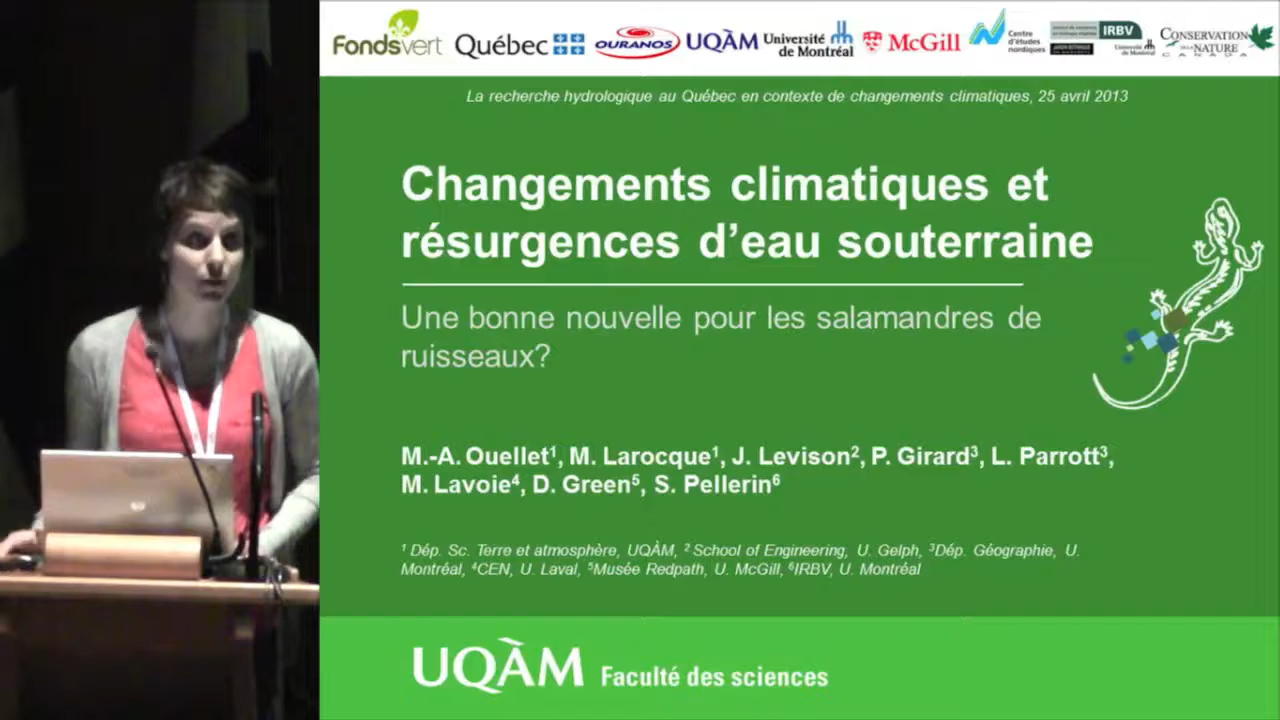 Fondsvert Québec OURANOS UQÀM Université de Montréal McGill Centre d'études nordiques IRBV Université de Montréal CONSERVATION DE LA NATURE CANADA
La recherche hydrologique au Québec en contexte de changements climatiques, 25 avril 2013
Changements climatiques et
résurgences d'eau souterraine
Une bonne nouvelle pour les salamandres de
ruisseaux?
M.-A. Ouellet¹, M. Larocque¹, J. Levison², P. Girard³, L. Parrott³,
M. Lavoie⁴, D. Green⁵, S. Pellerin⁶
¹ Dép. Sc. Terre et atmosphère, UQÀM, ² School of Engineering, U. Gelph, ³Dép. Géographie, U.
Montréal, ⁴CEN, U. Laval, ⁵Musée Redpath, U. McGill, ⁶IRBV, U. Montréal
UQÀM Faculté des sciences